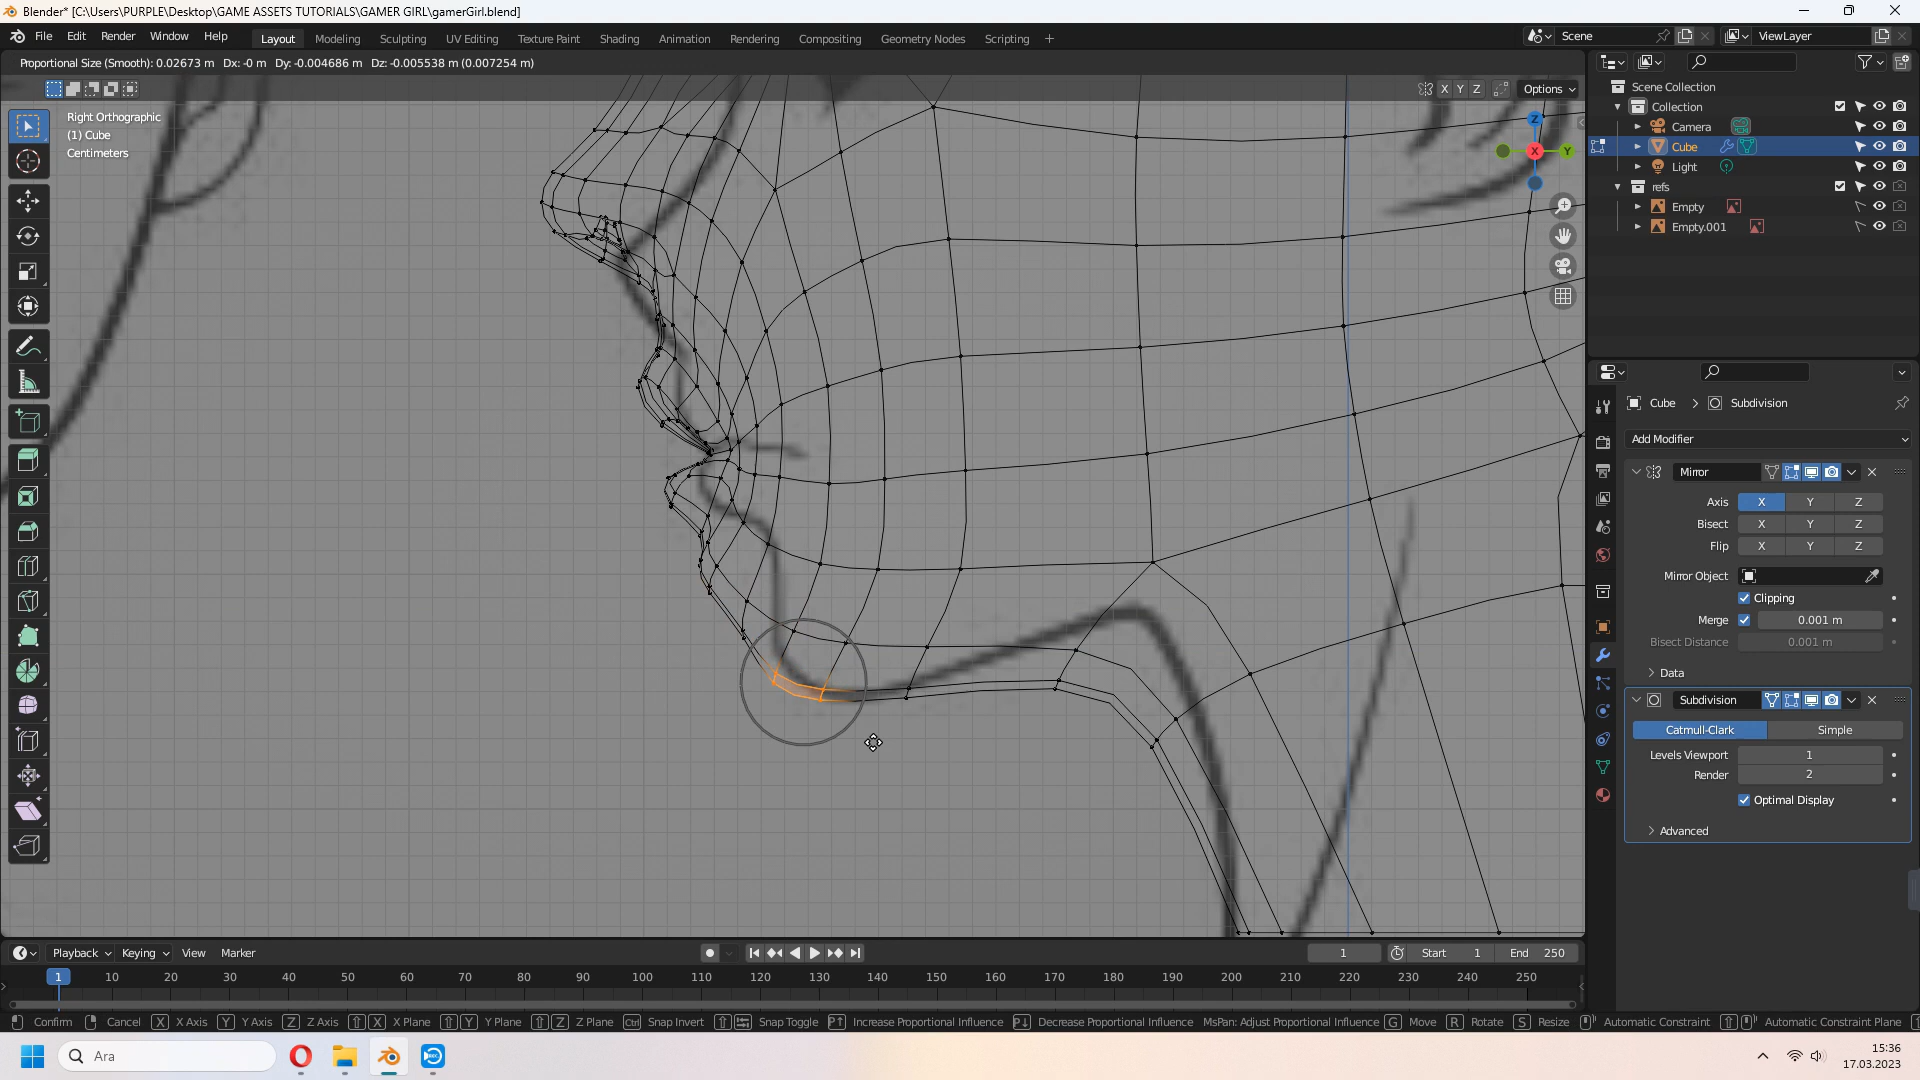 Blender* [C:\Users\PURPLE\Desktop\GAME ASSETS TUTORIALS\GAMER GIRL\gamerGirl.blend]
File Edit Render Window Help Layout Modeling Sculpting UV Editing Texture Paint Shading Animation Rendering Compositing Geometry Nodes Scripting + Scene ViewLayer
Proportional Size (Smooth): 0.02673 m Dx: -0 m Dy: -0.004686 m Dz: -0.005538 m (0.007254 m)
X Y Z Options
Right Orthographic
(1) Cube
Centimeters
Z
X Y
Scene Collection
Collection
Camera
Cube
Light
refs
Empty
Empty.001
Cube > Subdivision
Add Modifier
Mirror
Axis X Y Z
Bisect X Y Z
Flip X Y Z
Mirror Object
Clipping
Merge 0.001 m
Bisect Distance 0.001 m
Data
Subdivision
Catmull-Clark Simple
Levels Viewport 1
Render 2
Optimal Display
Advanced
Playback Keying View Marker 1 Start 1 End 250
1 10 20 30 40 50 60 70 80 90 100 110 120 130 140 150 160 170 180 190 200 210 220 230 240 250
Confirm Cancel X X Axis Y Y Axis Z Z Axis X X Plane Y Y Plane Z Z Plane Ctrl Snap Invert Snap Toggle P↑ Increase Proportional Influence P↓ Decrease Proportional Influence MsPan: Adjust Proportional Influence G Move R Rotate S Resize Automatic Constraint Automatic Constraint Plane
Ara
REC
15:36
17.03.2023